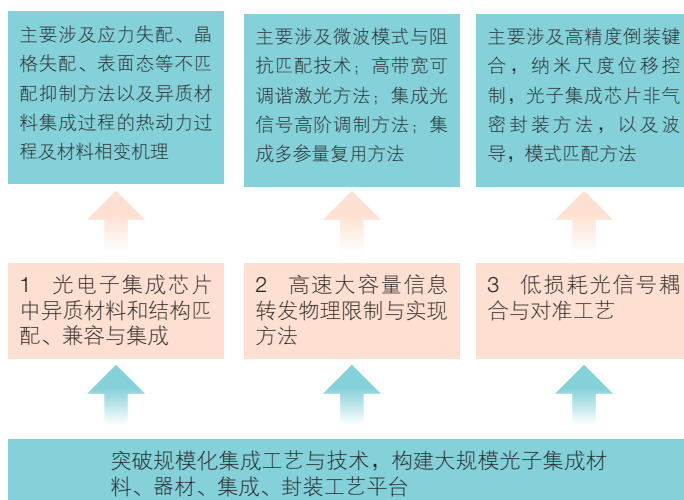 主要涉及应力失配、晶
格失配、表面态等不匹
配抑制方法以及异质材
料集成过程的热动力过
程及材料相变机理
主要涉及微波模式与阻
抗匹配技术；高带宽可
调谐激光方法；集成光
信号高阶调制方法；集
成多参量复用方法
主要涉及高精度倒装键
合，纳米尺度位移控
制，光子集成芯片非气
密封装方法，以及波
导，模式匹配方法
1 光电子集成芯片
中异质材料和结构匹
配、兼容与集成
2 高速大容量信息
转发物理限制与实现
方法
3 低损耗光信号耦
合与对准工艺
突破规模化集成工艺与技术，构建大规模光子集成材
料、器材、集成、封装工艺平台